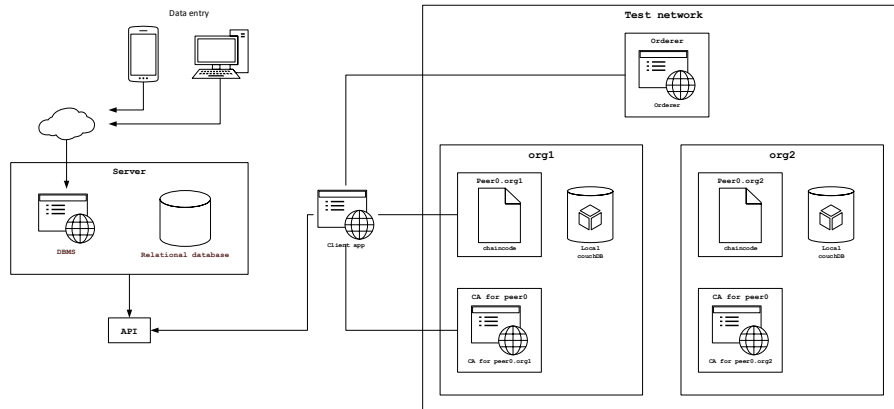 Data entry
Test network
Orderer
Orderer
Server
DBMS
Relational database
API
Client app
org1
Peer0.org1
chaincode
Local
couchDB
CA for peer0
CA for peer0.org1
org2
Peer0.org2
chaincode
Local
couchDB
CA for peer0
CA for peer0.org2